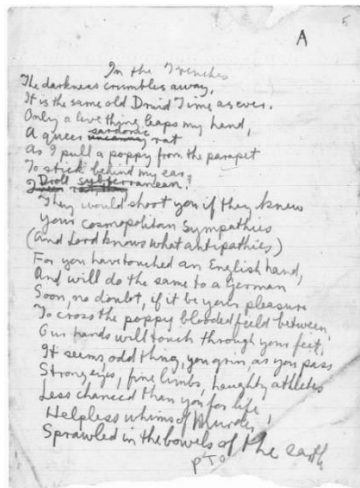 A
5
In the Trenches
The darkness crumbles away,
It is the same old Druid Time as ever.
Only a live thing leaps my hand,
A queer sardonic rat
As I pull a poppy from the parapet
To stick behind my ear.
Droll subterranean
They would shoot you if they knew
Your cosmopolitan sympathies
(And Lord knows what antipathies)
For you have touched an English hand,
And will do the same to a German
Soon, no doubt, if it be your pleasure
To cross the poppy blooded field between,
Our hands will touch through your feet,
It seems odd thing, you grin, as you pass
Strong eyes, fine limbs, haughty athletes
Less chanced than you for life,
Helpless whims of Murder,
Sprawled in the bowels of the earth
PTO